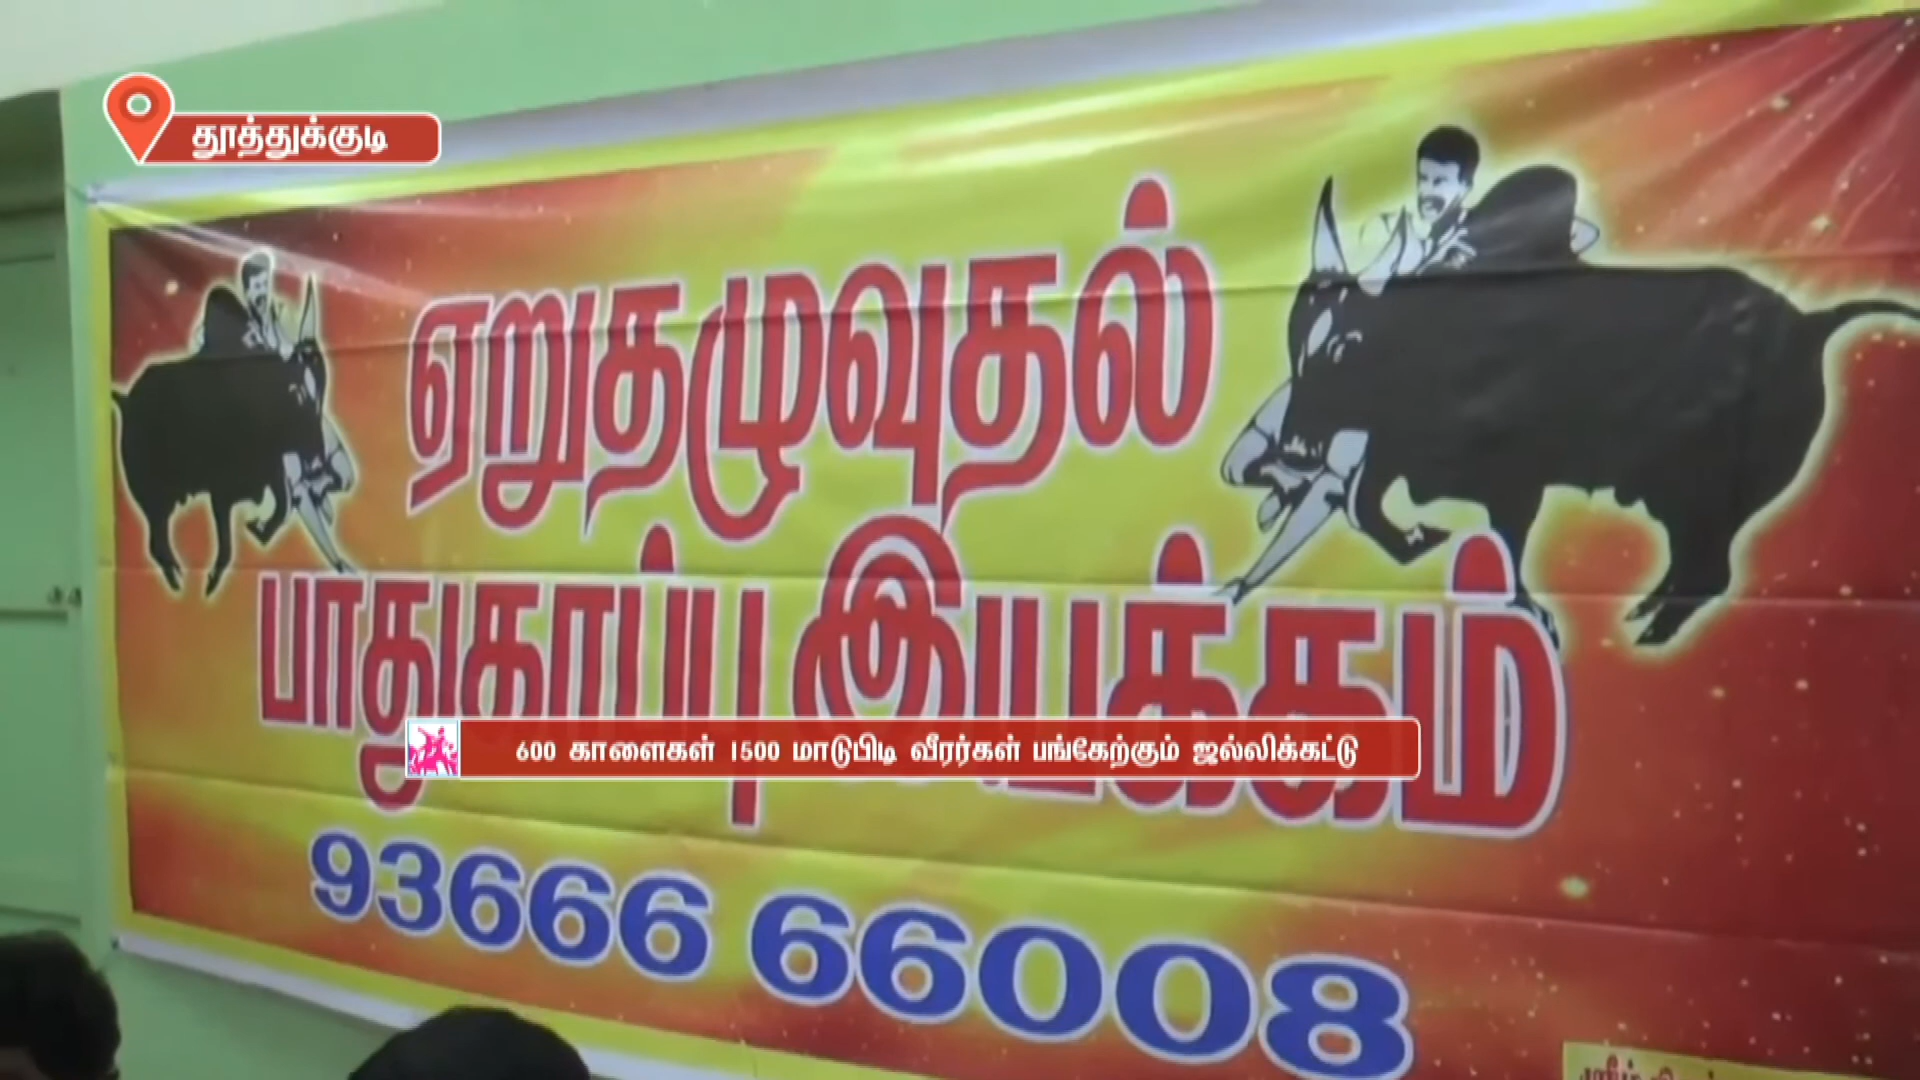 தூத்துக்குடி
ஏறுதழுவுதல்
பாதுகாப்பு இயக்கம்
600 காளைகள் 1500 மாடுபிடி வீரர்கள் பங்கேற்கும் ஜல்லிக்கட்டு
93666 66008